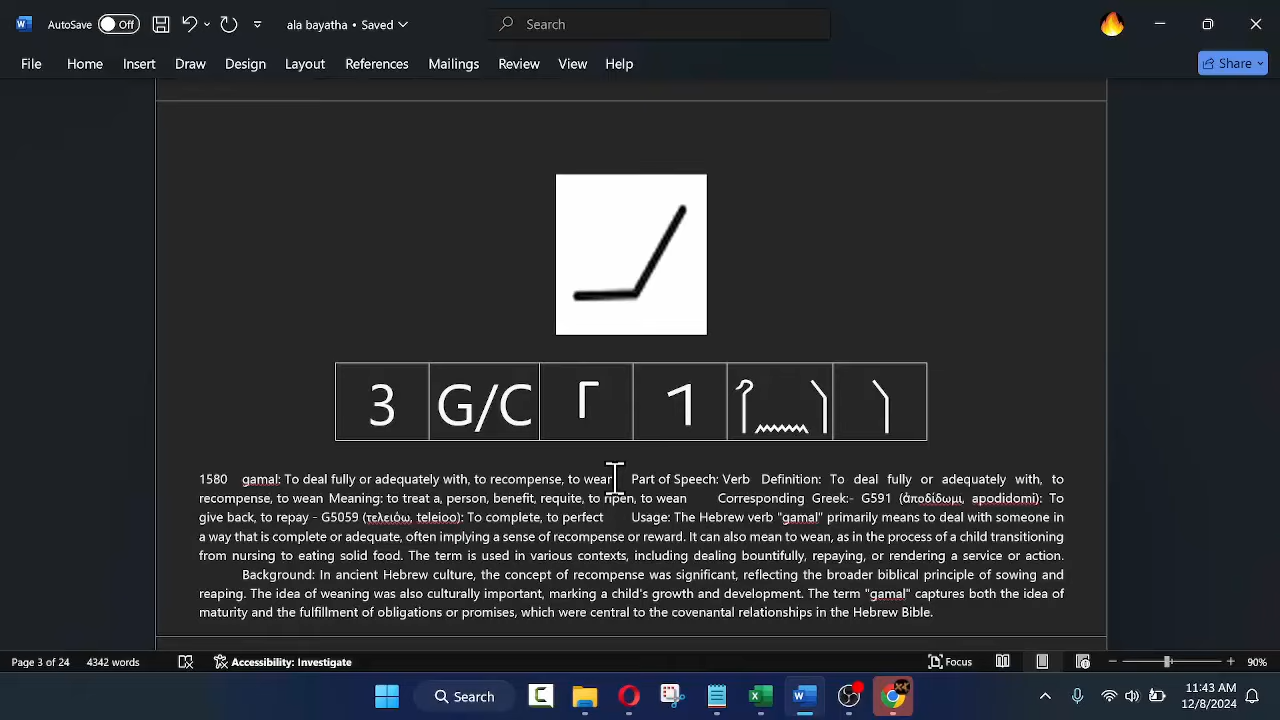 AutoSave Off ala bayatha • Saved Search
File Home Insert Draw Design Layout References Mailings Review View Help Share
3 G/C
1580 gamal: To deal fully or adequately with, to recompense, to wean Part of Speech: Verb Definition: To deal fully or adequately with, to
recompense, to wean Meaning: to treat a, person, benefit, requite, to ripen, to wean Corresponding Greek:- G591 (ἀποδίδωμι, apodidomi): To
give back, to repay - G5059 (τελειόω, teleioo): To complete, to perfect Usage: The Hebrew verb "gamal" primarily means to deal with someone in
a way that is complete or adequate, often implying a sense of recompense or reward. It can also mean to wean, as in the process of a child transitioning
from nursing to eating solid food. The term is used in various contexts, including dealing bountifully, repaying, or rendering a service or action.
Background: In ancient Hebrew culture, the concept of recompense was significant, reflecting the broader biblical principle of sowing and
reaping. The idea of weaning was also culturally important, marking a child's growth and development. The term "gamal" captures both the idea of
maturity and the fulfillment of obligations or promises, which were central to the covenantal relationships in the Hebrew Bible.
Page 3 of 24 4342 words Accessibility: Investigate Focus 90%
Search 11:43 AM
12/8/2024